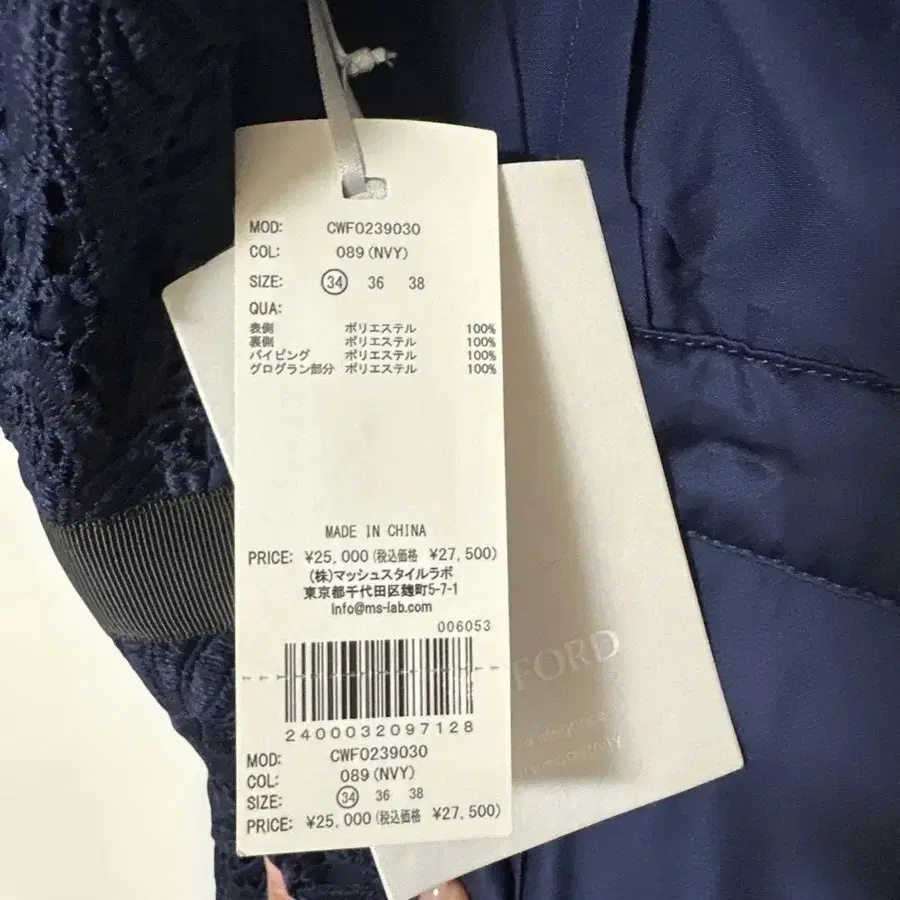 MOD: CWF0239030
COL: 089(NVY)
SIZE: 34 36 38
QUA:
表側 ポリエステル 100%
裏側 ポリエステル 100%
パイピング ポリエステル 100%
グログラン部分 ポリエステル 100%
MADE IN CHINA
PRICE: ¥25,000(税込価格 ¥27,500)
(株)マッシュスタイルラボ
東京都千代田区麹町5-7-1
Info@ms-lab.com
006053
2400032097128
MOD: CWF0239030
COL: 089(NVY)
SIZE: 34 36 38
PRICE: ¥25,000(税込価格 ¥27,500)
FORD
elegance